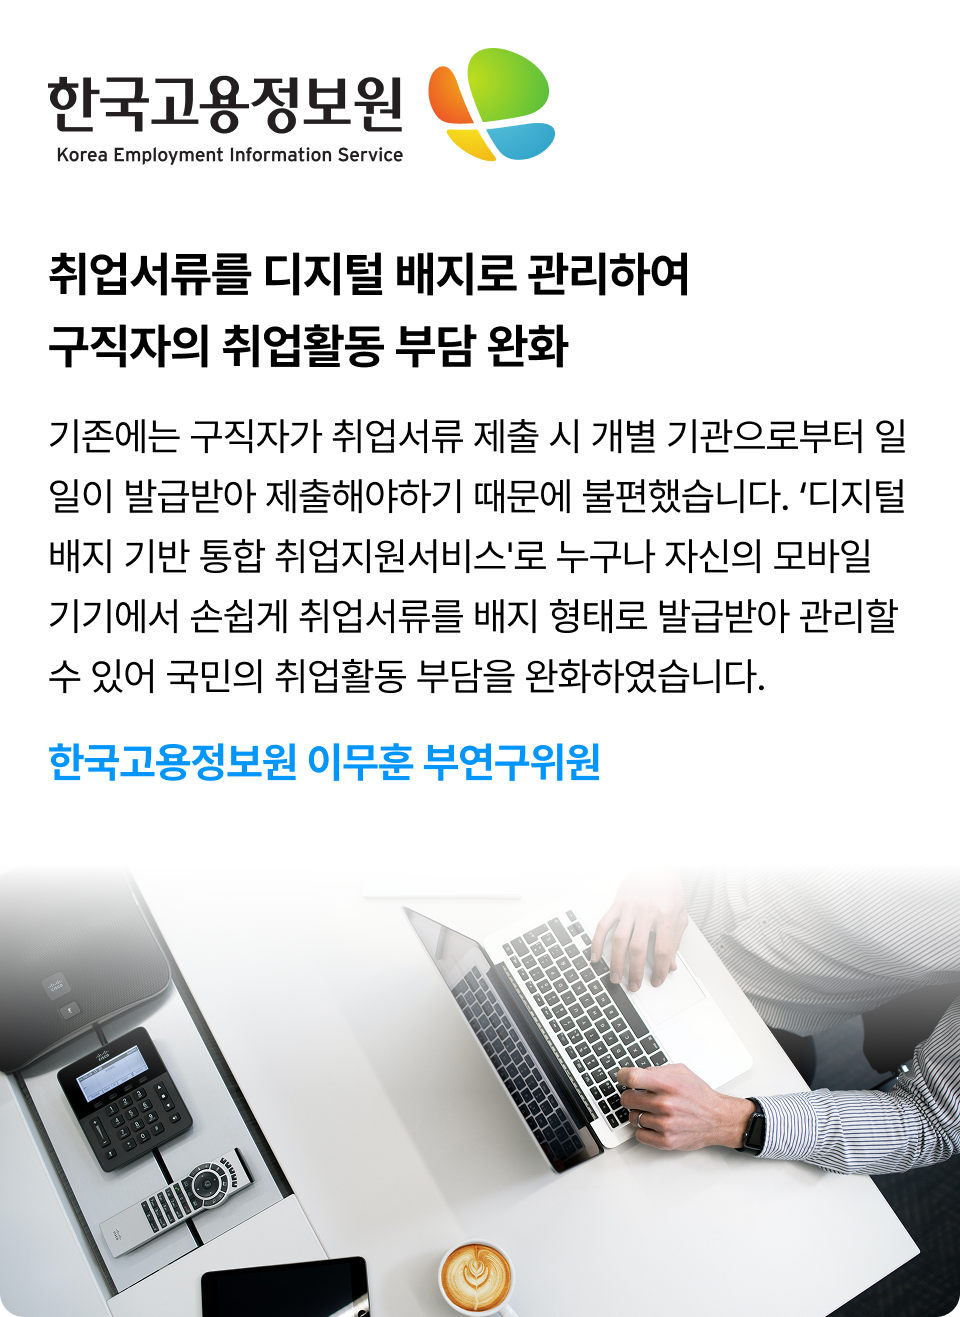 한국고용정보원
Korea Employment Information Service
취업서류를 디지털 배지로 관리하여
구직자의 취업활동 부담 완화
기존에는 구직자가 취업서류 제출 시 개별 기관으로부터 일
일이 발급받아 제출해야하기 때문에 불편했습니다. ‘디지털
배지 기반 통합 취업지원서비스'로 누구나 자신의 모바일
기기에서 손쉽게 취업서류를 배지 형태로 발급받아 관리할
수 있어 국민의 취업활동 부담을 완화하였습니다.
한국고용정보원 이무훈 부연구위원